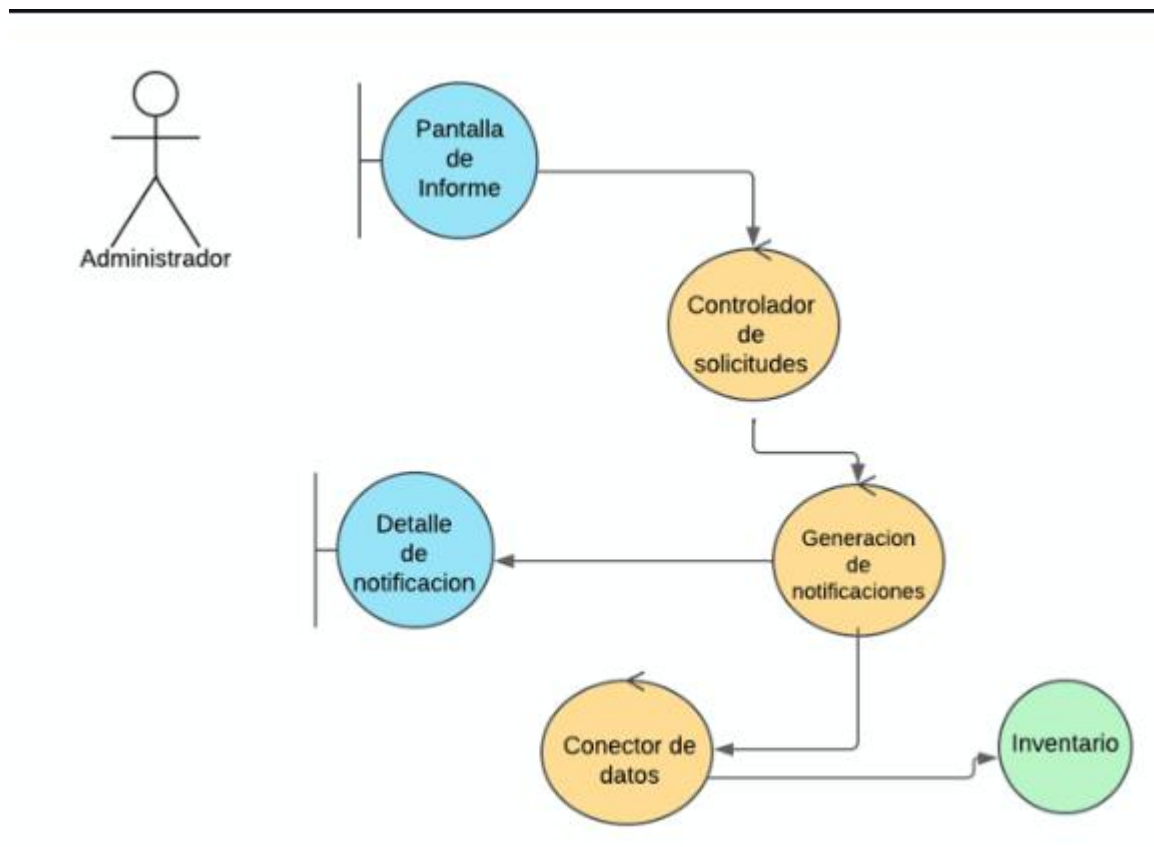 Pantalla
de
Informe
Administrador
Controlador
de
solicitudes
Detalle
de
notificacion
Generacion
de
notificaciones
Conector de
datos
Inventario